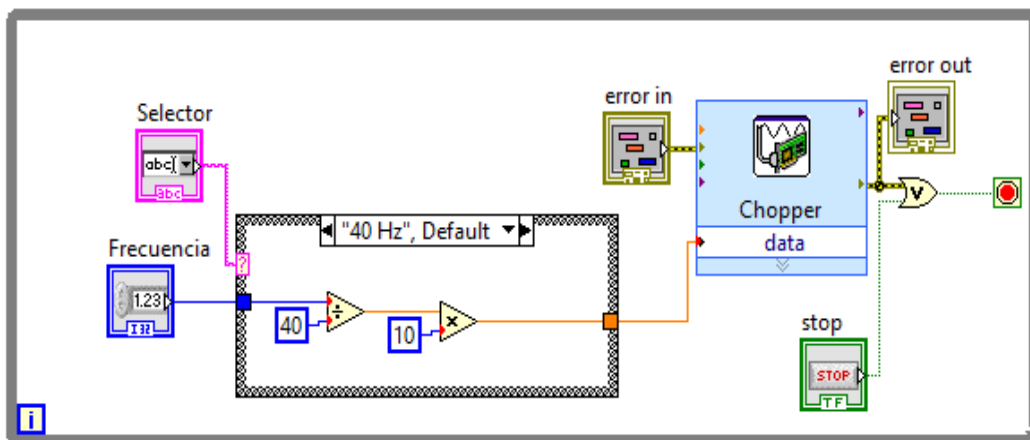 error out
error in
Selector
abc
abc
Chopper
V
"40 Hz", Default
data
Frecuencia
?
1.23
I32
÷
40
x
10
stop
STOP
TF
i